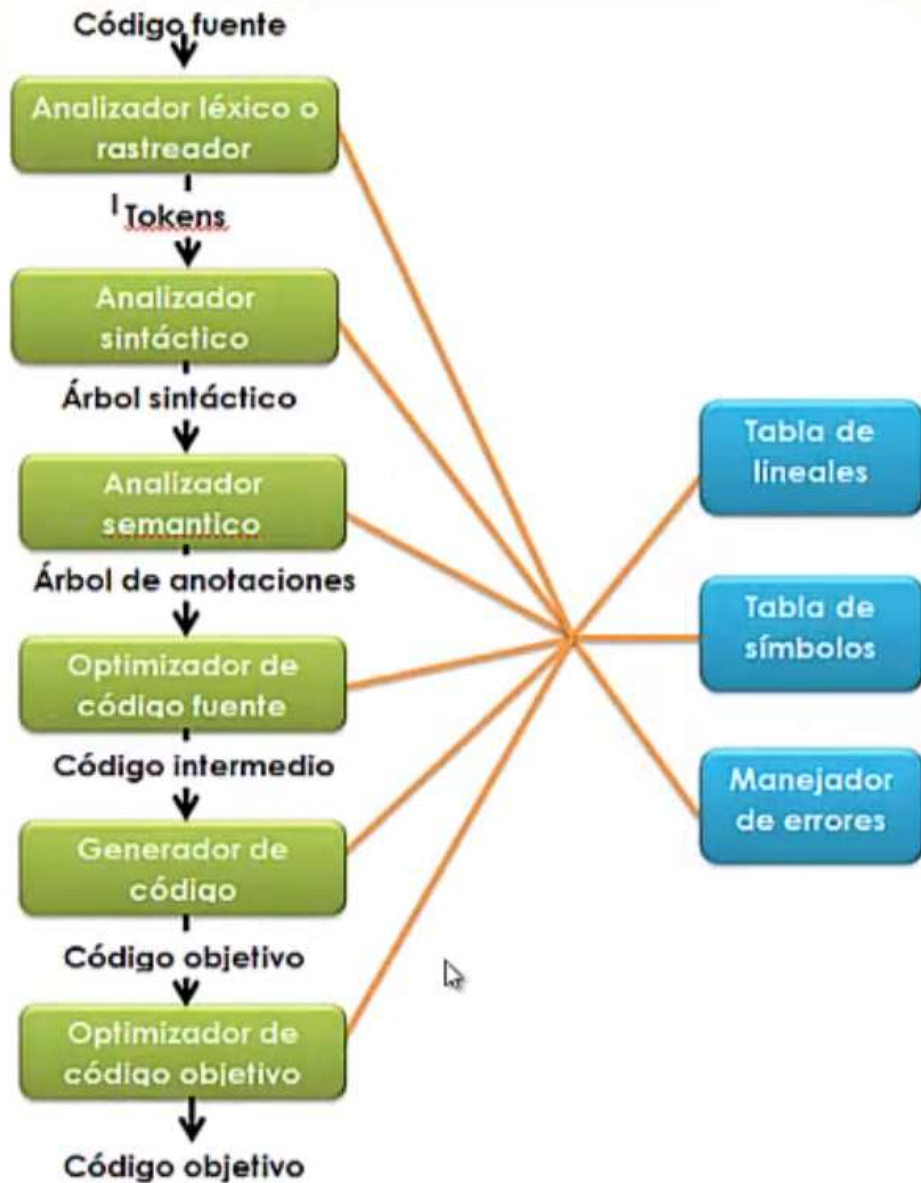 Código fuente
Analizador léxico o
rastreador
Tokens
Analizador
sintáctico
Árbol sintáctico
Analizador
semantico
Árbol de anotaciones
Optimizador de
código fuente
Código intermedio
Generador de
código
Código objetivo
Optimizador de
código objetivo
Código objetivo
Tabla de
lineales
Tabla de
símbolos
Manejador
de errores